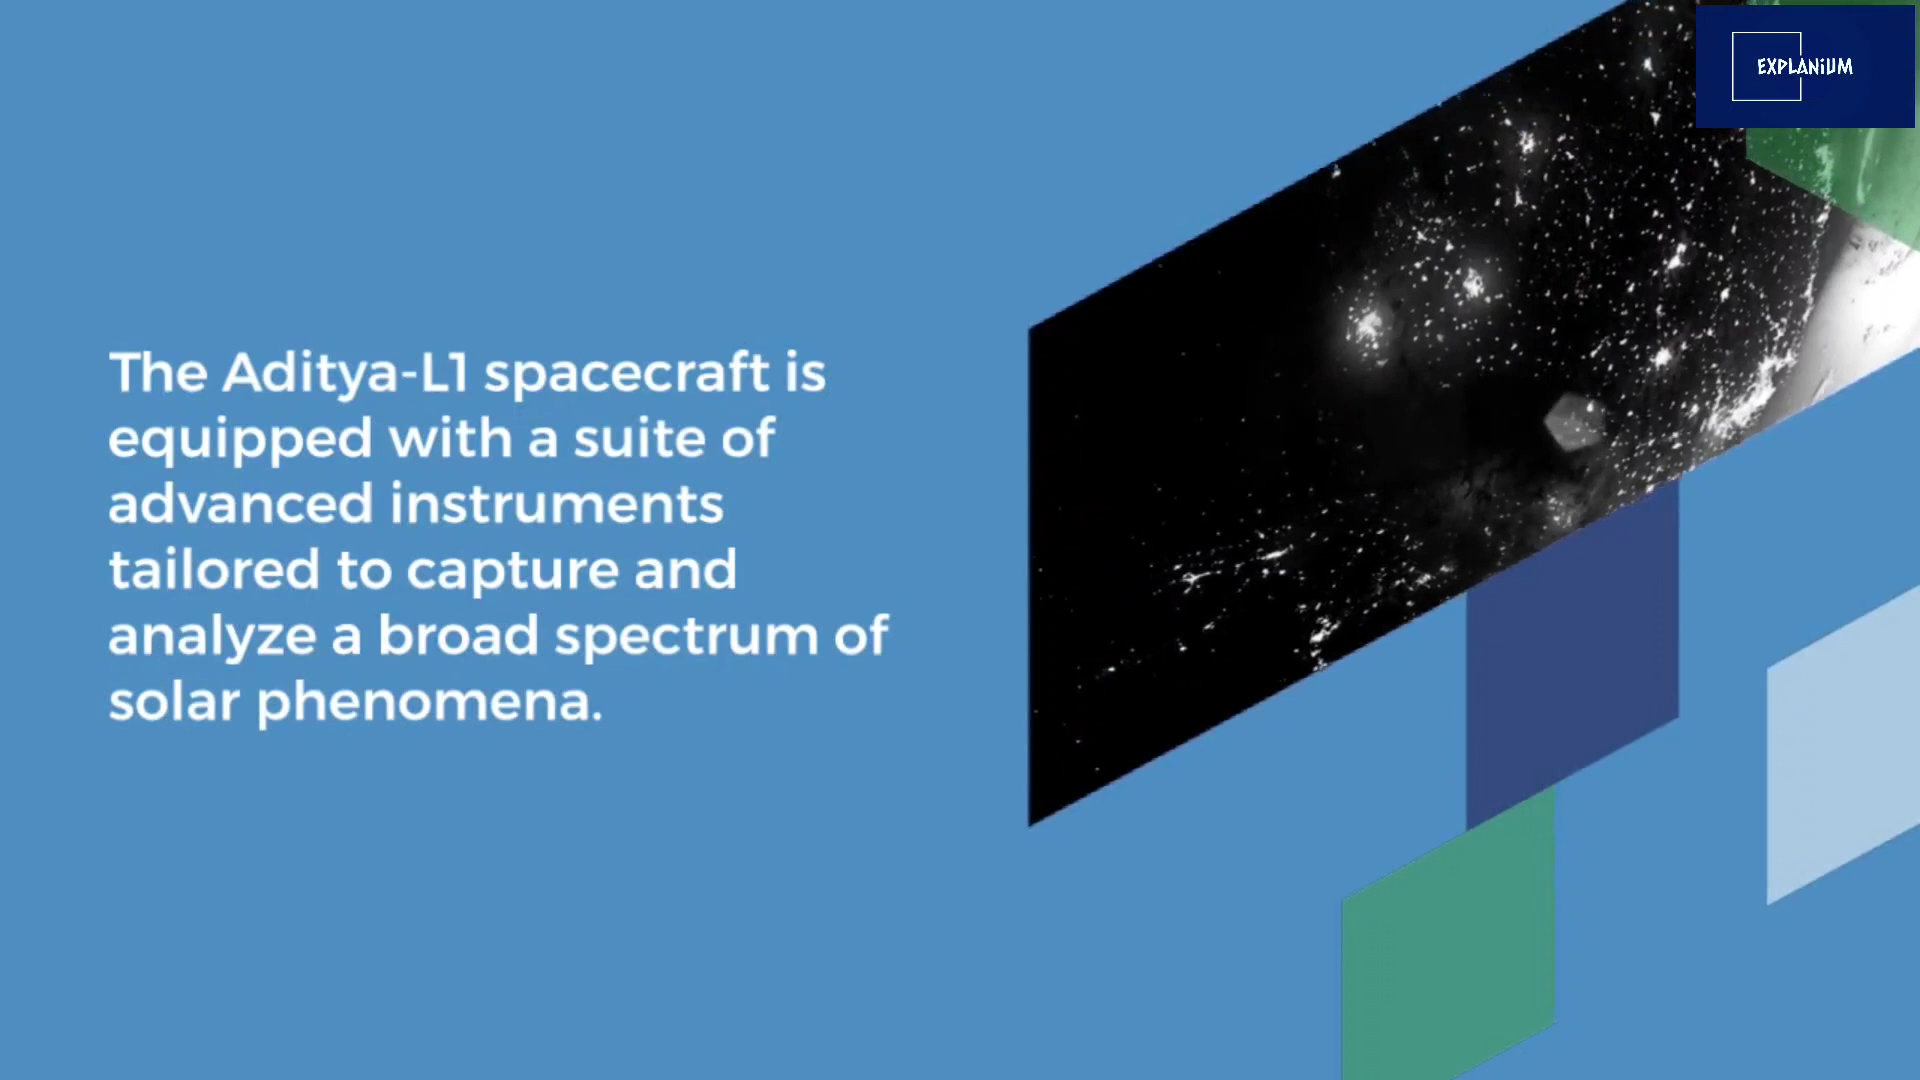 EXPLANiUM
The Aditya-L1 spacecraft is
equipped with a suite of
advanced instruments
tailored to capture and
analyze a broad spectrum of
solar phenomena.